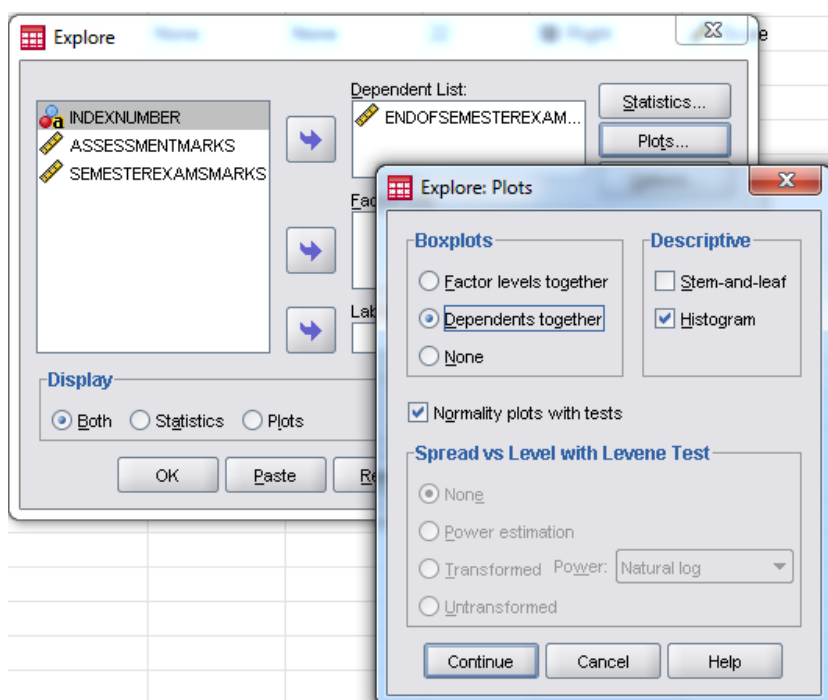 Explore
INDEXNUMBER
ASSESSMENTMARKS
SEMESTEREXAMSMARKS
Dependent List:
ENDOFSEMESTEREXAM...
Statistics...
Plots...
Display
Both Statistics Plots
OK Paste
Explore: Plots
Boxplots
Factor levels together
Dependents together
None
Descriptive
Stem-and-leaf
Histogram
Normality plots with tests
Spread vs Level with Levene Test
None
Power estimation
Transformed Power: Natural log
Untransformed
Continue Cancel Help